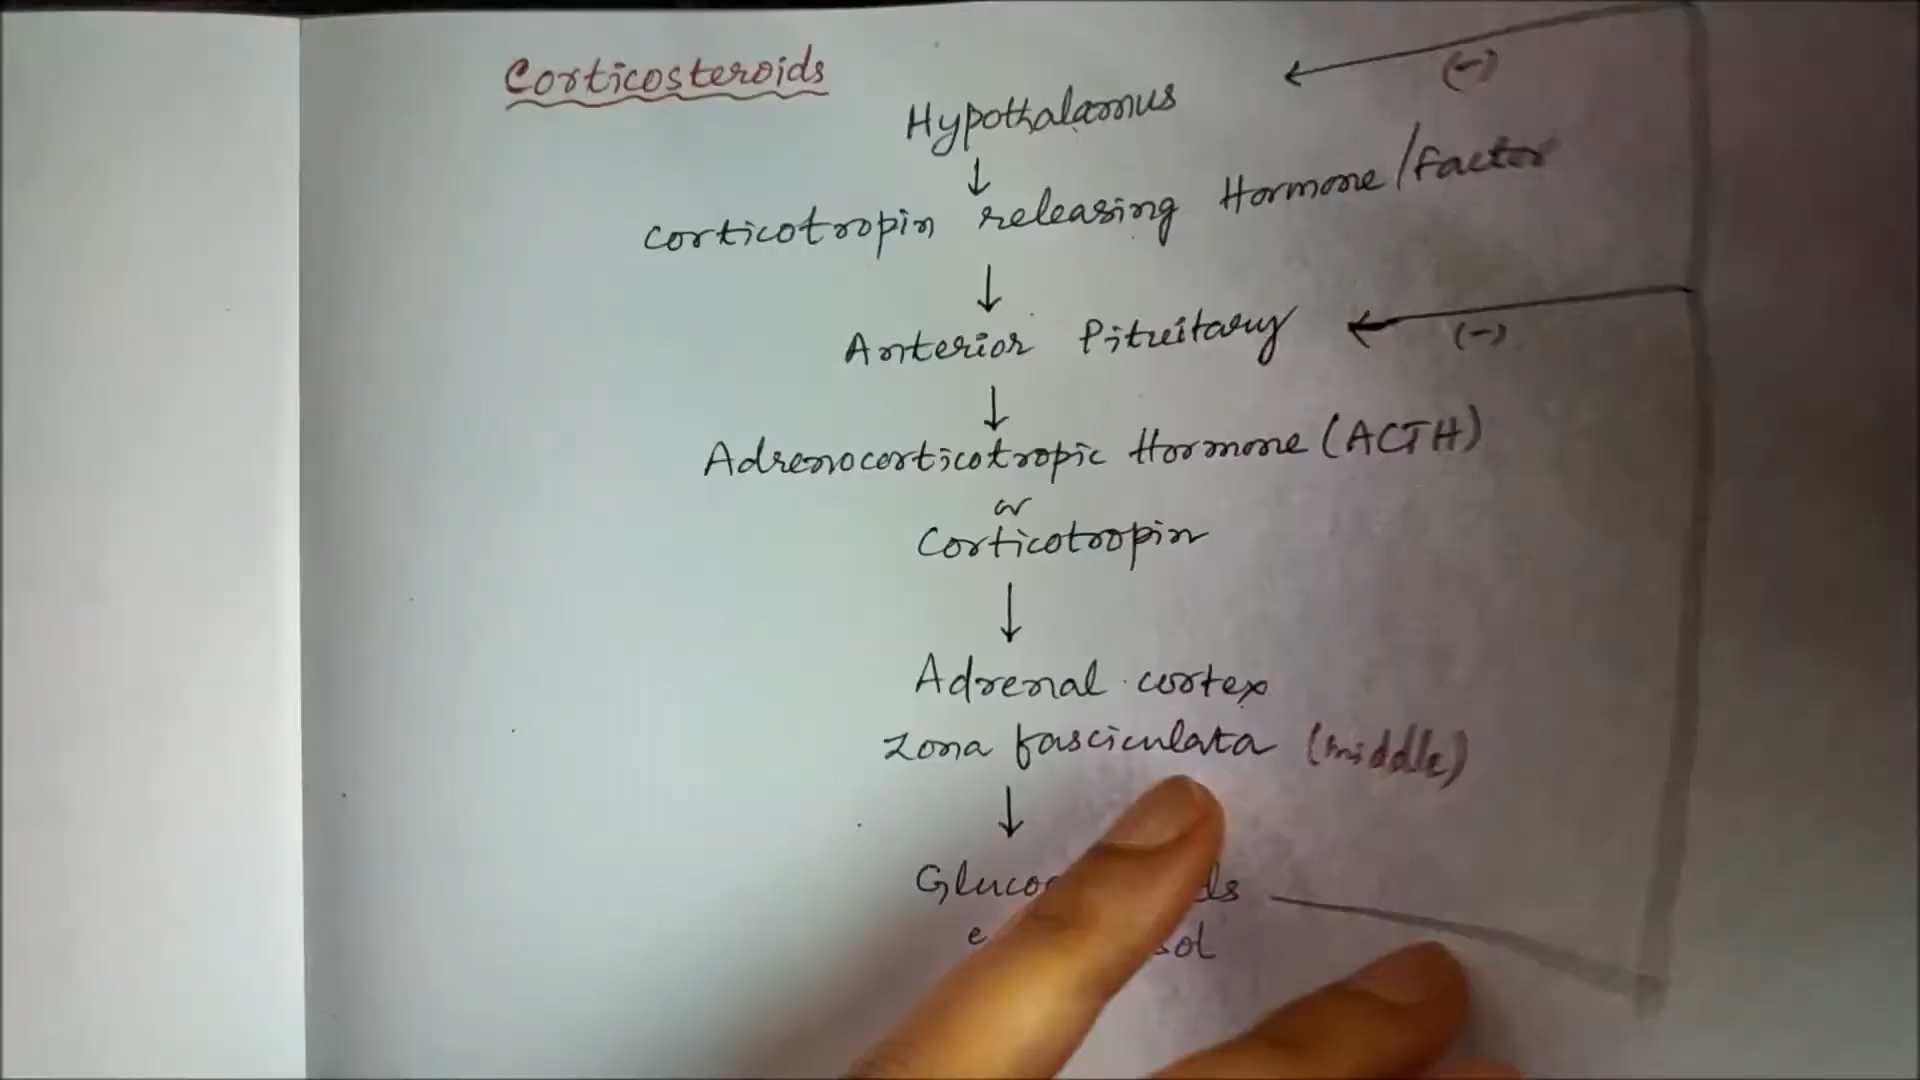 Corticosteroids
Hypothalamus
(-)
corticotropin releasing Hormone/factor
Anterior Pituitary
(-)
Adrenocorticotropic Hormone (ACTH)
or
Corticotropin
Adrenal cortex
zona fasciculata (middle)